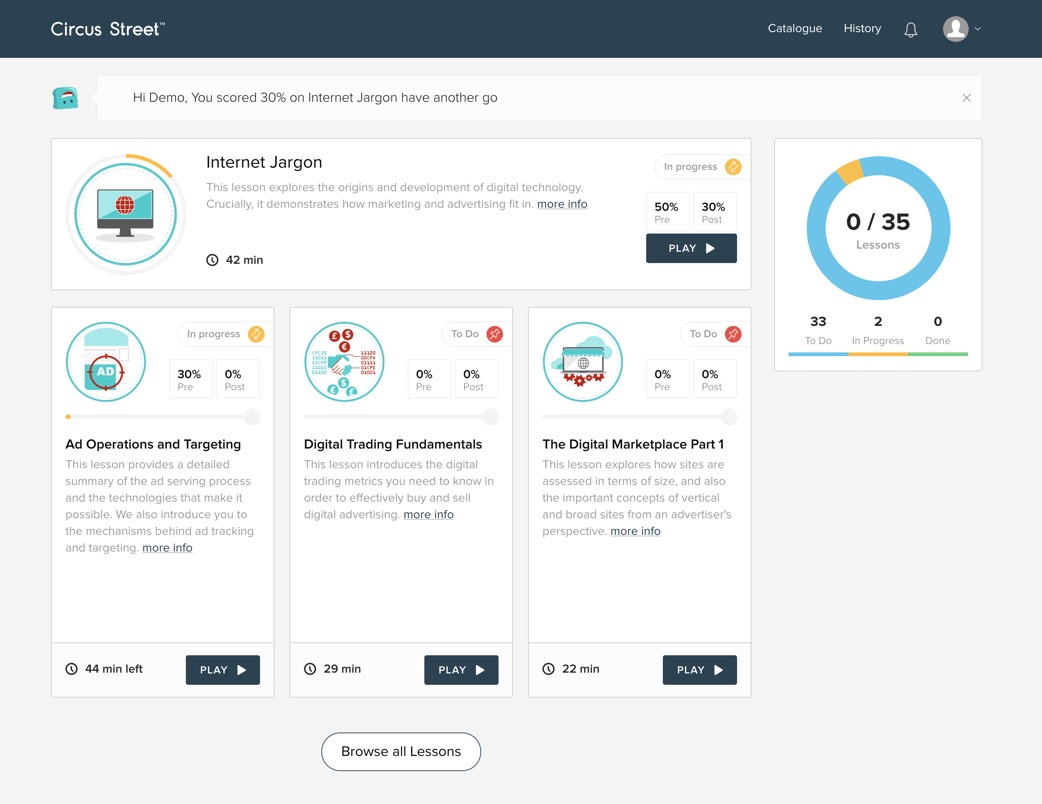 Circus Street™
Catalogue
History
Hi Demo, You scored 30% on Internet Jargon have another go
Internet Jargon
This lesson explores the origins and development of digital technology.
Crucially, it demonstrates how marketing and advertising fit in. more info
42 min
In progress
50%
Pre
30%
Post
PLAY
0 / 35
Lessons
33
To Do
2
In Progress
0
Done
AD
In progress
30%
Pre
0%
Post
Ad Operations and Targeting
This lesson provides a detailed
summary of the ad serving process
and the technologies that make it
possible. We also introduce you to
the mechanisms behind ad tracking
and targeting. more info
44 min left
PLAY
To Do
0%
Pre
0%
Post
Digital Trading Fundamentals
This lesson introduces the digital
trading metrics you need to know in
order to effectively buy and sell
digital advertising. more info
29 min
PLAY
To Do
0%
Pre
0%
Post
The Digital Marketplace Part 1
This lesson explores how sites are
assessed in terms of size, and also
the important concepts of vertical
and broad sites from an advertiser's
perspective. more info
22 min
PLAY
Browse all Lessons